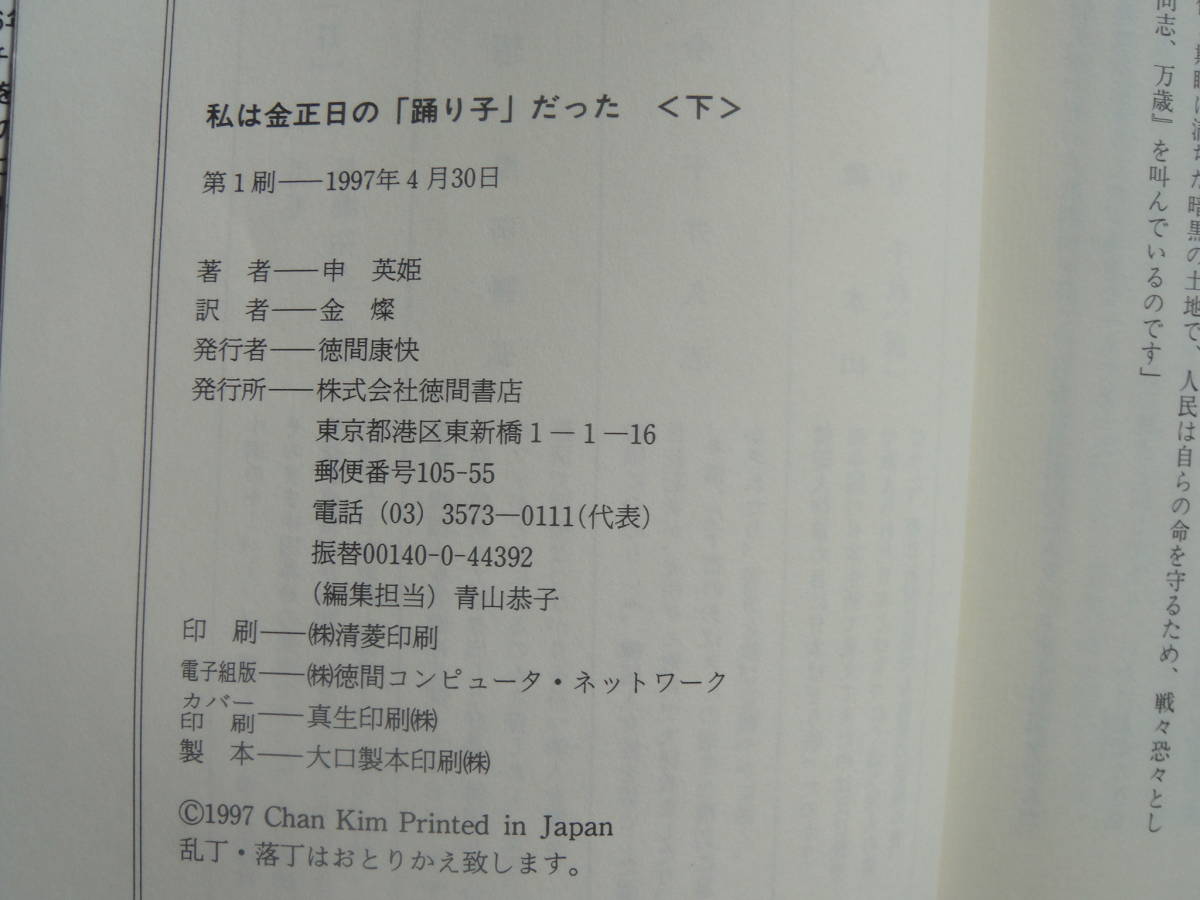 私は金正日の「踊り子」だった　＜下＞
第1刷――1997年4月30日
著　者――申　英姫
訳　者――金　燦
発行者――徳間康快
発行所――株式会社徳間書店
東京都港区東新橋1―1―16
郵便番号105-55
電話（03）3573―0111（代表）
振替00140-0-44392
（編集担当）青山恭子
印　刷――㈱清菱印刷
電子組版――㈱徳間コンピュータ・ネットワーク
カバー
印　刷――真生印刷㈱
製　本――大口製本印刷㈱
©1997 Chan Kim Printed in Japan
乱丁・落丁はおとりかえ致します。
暗黒の土地で、人民は自らの命を守るため、戦々恐々とし
同志、万歳』を叫んでいるのです」